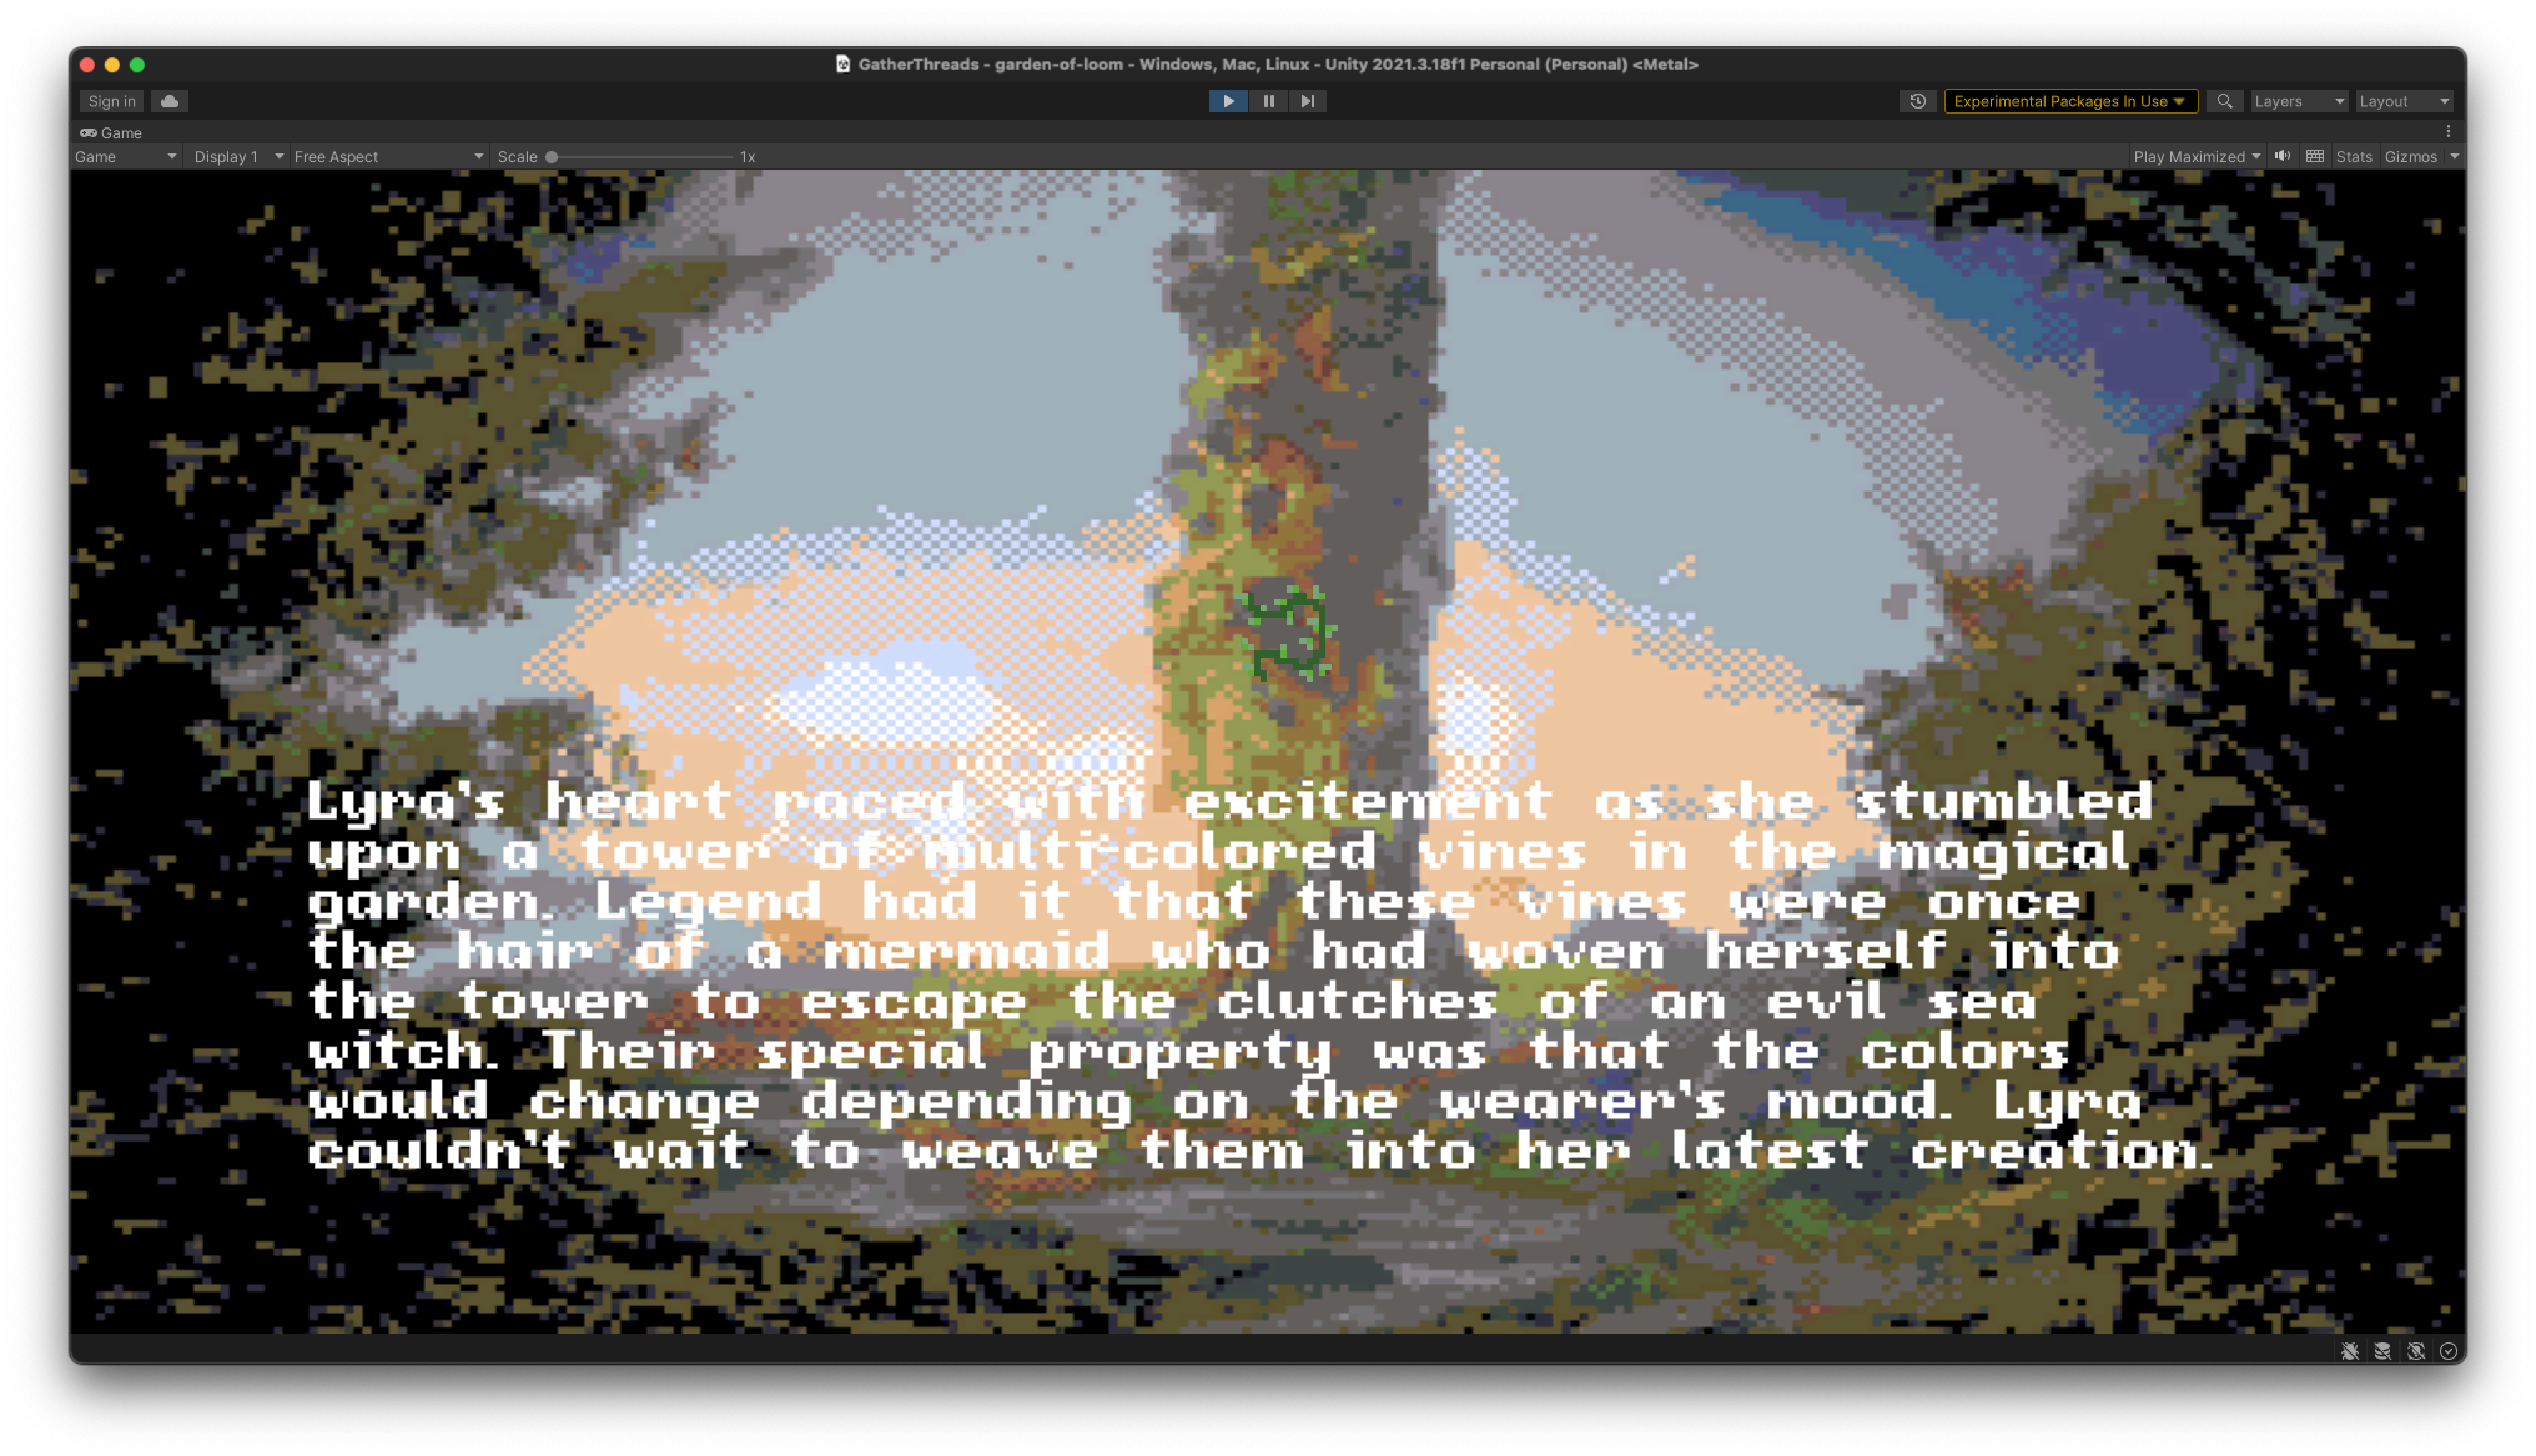 GatherThreads - garden-of-loom - Windows, Mac, Linux - Unity 2021.3.18f1 Personal (Personal) <Metal>
Sign in
Experimental Packages In Use
Layers
Layout
Game
Game
Display 1
Free Aspect
Scale
1x
Play Maximized
Stats
Gizmos
Lyra's heart raced with excitement as she stumbled
upon a tower of multi-colored vines in the magical
garden. Legend had it that these vines were once
the hair of a mermaid who had woven herself into
the tower to escape the clutches of an evil sea
witch. Their special property was that the colors
would change depending on the wearer's mood. Lyra
couldn't wait to weave them into her latest creation.